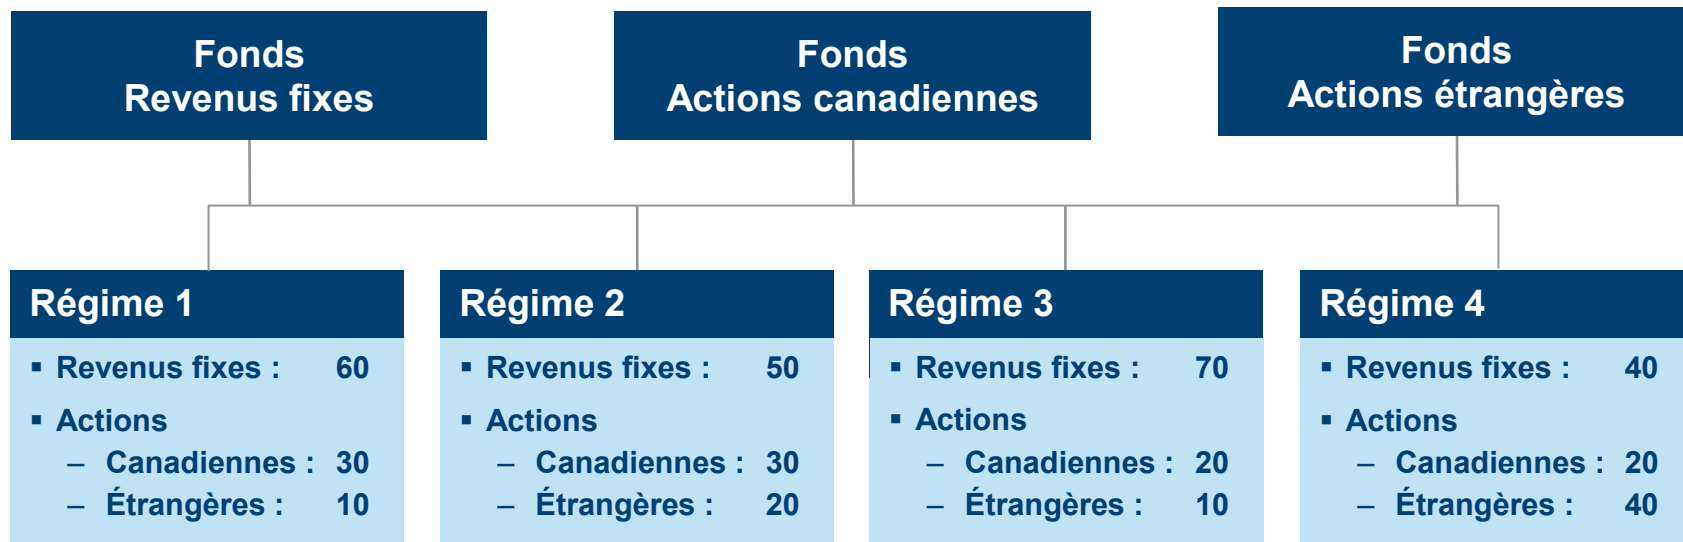 Fonds
Revenus fixes
Fonds
Actions canadiennes
Fonds
Actions étrangères
Régime 1
▪ Revenus fixes : 60
▪ Actions
– Canadiennes : 30
– Étrangères : 10
Régime 2
▪ Revenus fixes : 50
▪ Actions
– Canadiennes : 30
– Étrangères : 20
Régime 3
▪ Revenus fixes : 70
▪ Actions
– Canadiennes : 20
– Étrangères : 10
Régime 4
▪ Revenus fixes : 40
▪ Actions
– Canadiennes : 20
– Étrangères : 40